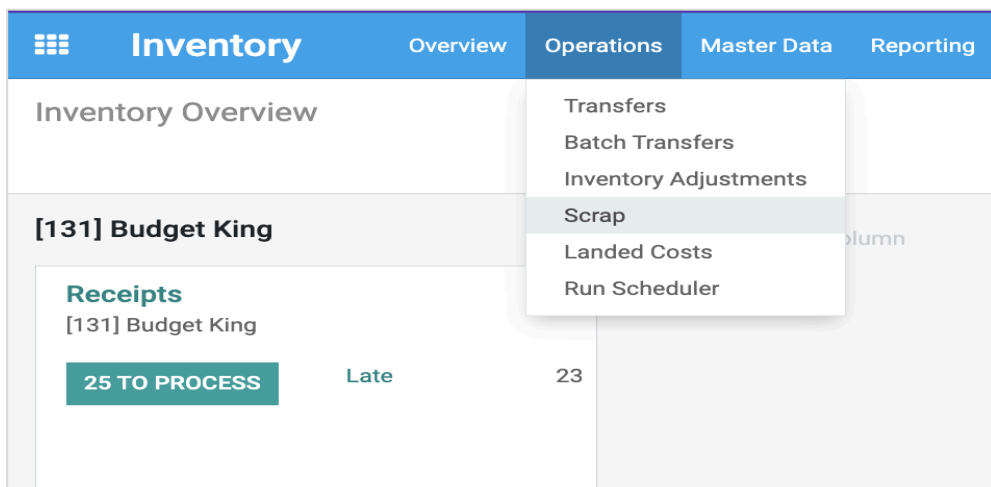 Inventory Overview Operations Master Data Reporting
Inventory Overview
Transfers
Batch Transfers
Inventory Adjustments
Scrap
Landed Costs
Run Scheduler
[131] Budget King
Receipts
[131] Budget King
25 TO PROCESS Late 23